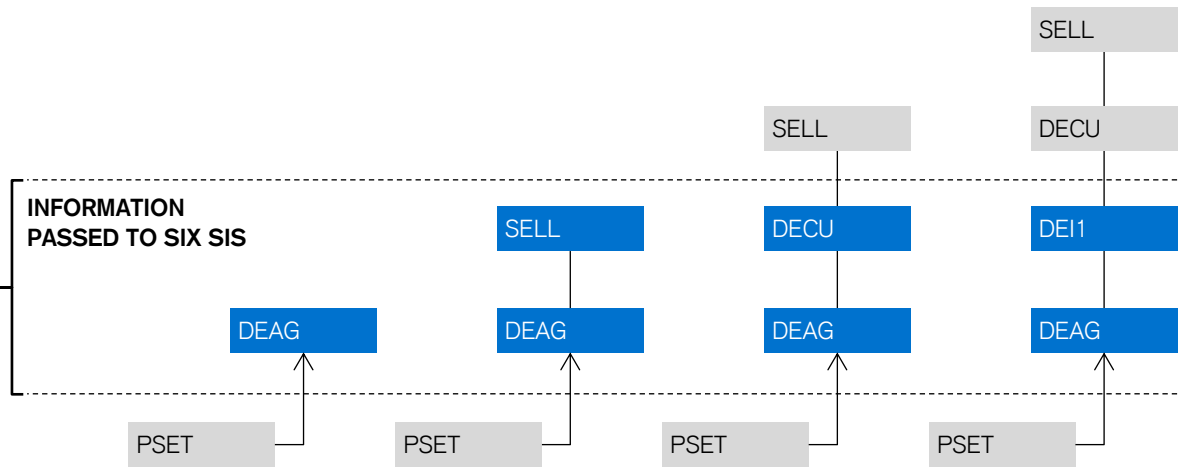 SELL
SELL
DECU
INFORMATION
PASSED TO SIX SIS
SELL
DECU
DEI1
DEAG
DEAG
DEAG
DEAG
PSET
PSET
PSET
PSET